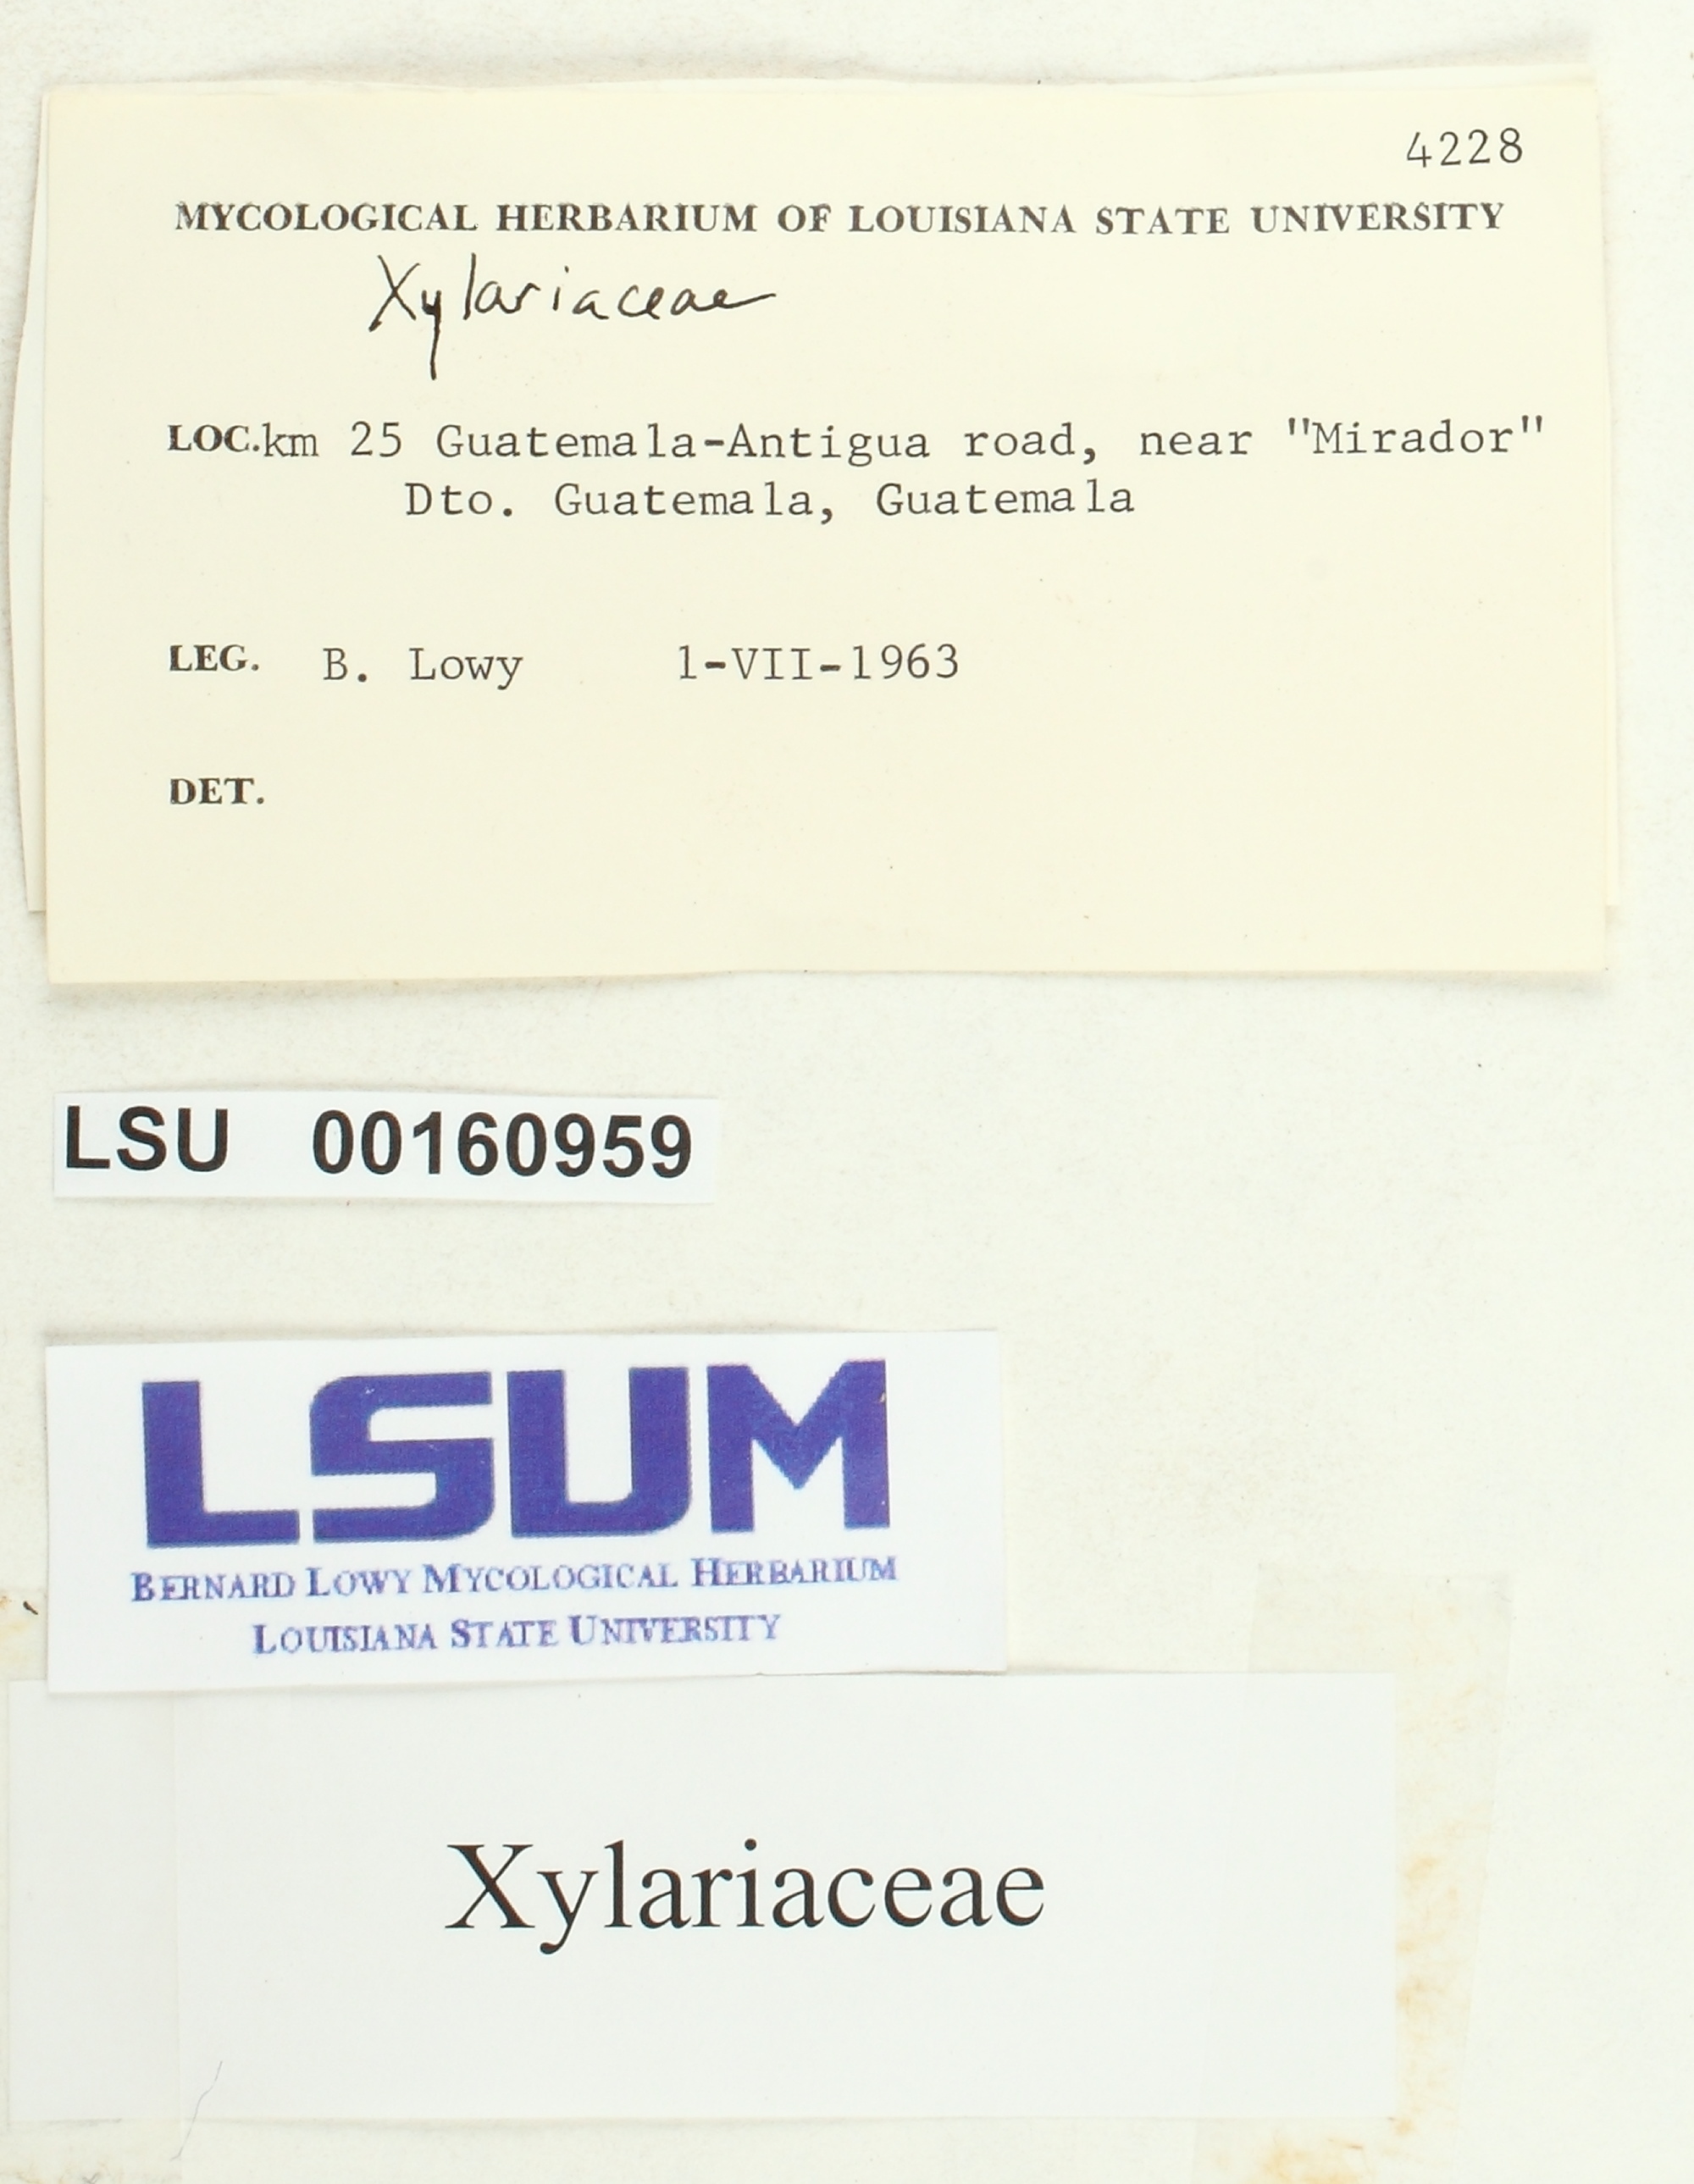 4228
MYCOLOGICAL HERBARIUM OF LOUISIANA STATE UNIVERSITY
Xylariaceae
LOC.km 25 Guatemala-Antigua road, near "Mirador"
Dto. Guatemala, Guatemala
LEG. B. Lowy 1-VII-1963
DET.
LSU 00160959
LSUM
BERNARD LOWY MYCOLOGICAL HERBARIUM
LOUISIANA STATE UNIVERSITY
Xylariaceae